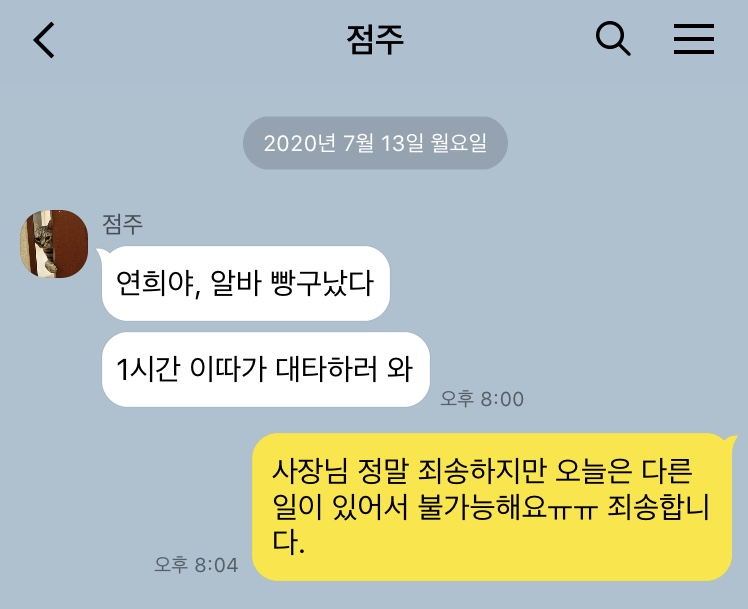 점주
2020년 7월 13일 월요일
점주
연희야, 알바 빵구났다
1시간 이따가 대타하러 와
오후 8:00
사장님 정말 죄송하지만 오늘은 다른
일이 있어서 불가능해요ㅠㅠ 죄송합니
다.
오후 8:04